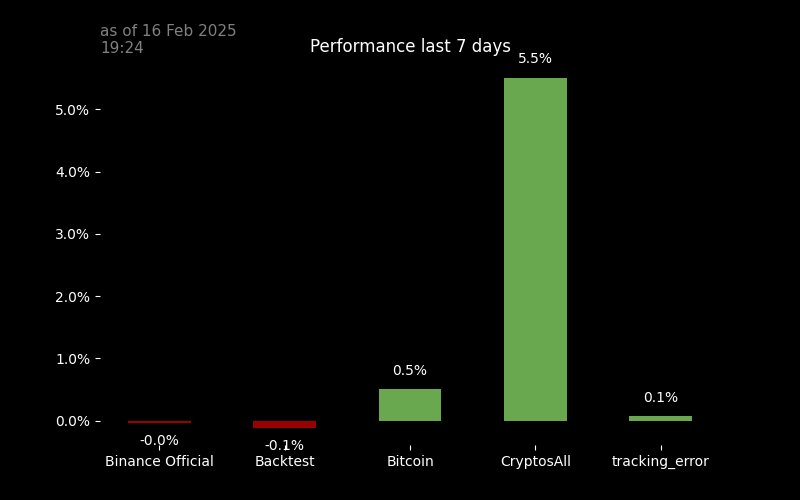 as of 16 Feb 2025
19:24
Performance last 7 days
5.5%
5.0%
4.0%
3.0%
2.0%
1.0%
0.5%
0.1%
0.0%
-0.0%
-0.1%
Binance Official
Backtest
Bitcoin
CryptosAll
tracking_error